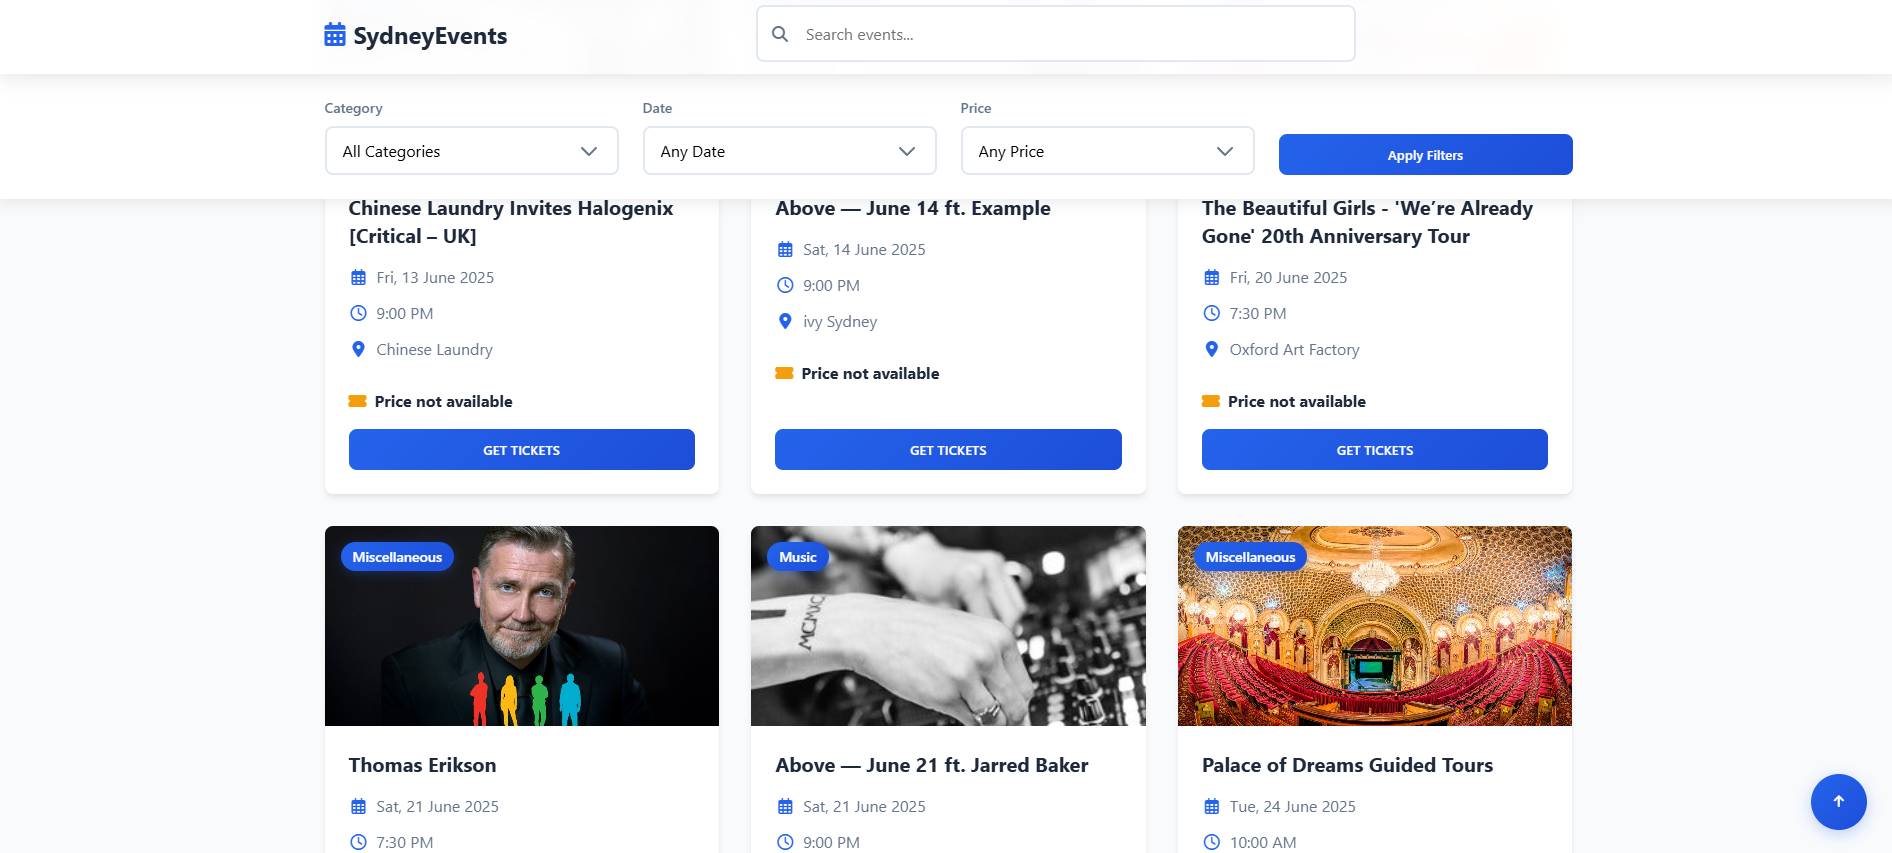 SydneyEvents
Search events...
Category
Date
Price
All Categories
Any Date
Any Price
Apply Filters
Chinese Laundry Invites Halogenix
[Critical – UK]
Fri, 13 June 2025
9:00 PM
Chinese Laundry
Price not available
GET TICKETS
Above — June 14 ft. Example
Sat, 14 June 2025
9:00 PM
ivy Sydney
Price not available
GET TICKETS
The Beautiful Girls - 'We’re Already
Gone' 20th Anniversary Tour
Fri, 20 June 2025
7:30 PM
Oxford Art Factory
Price not available
GET TICKETS
Miscellaneous
Thomas Erikson
Sat, 21 June 2025
7:30 PM
Music
MCMXC
Above — June 21 ft. Jarred Baker
Sat, 21 June 2025
9:00 PM
Miscellaneous
Palace of Dreams Guided Tours
Tue, 24 June 2025
10:00 AM